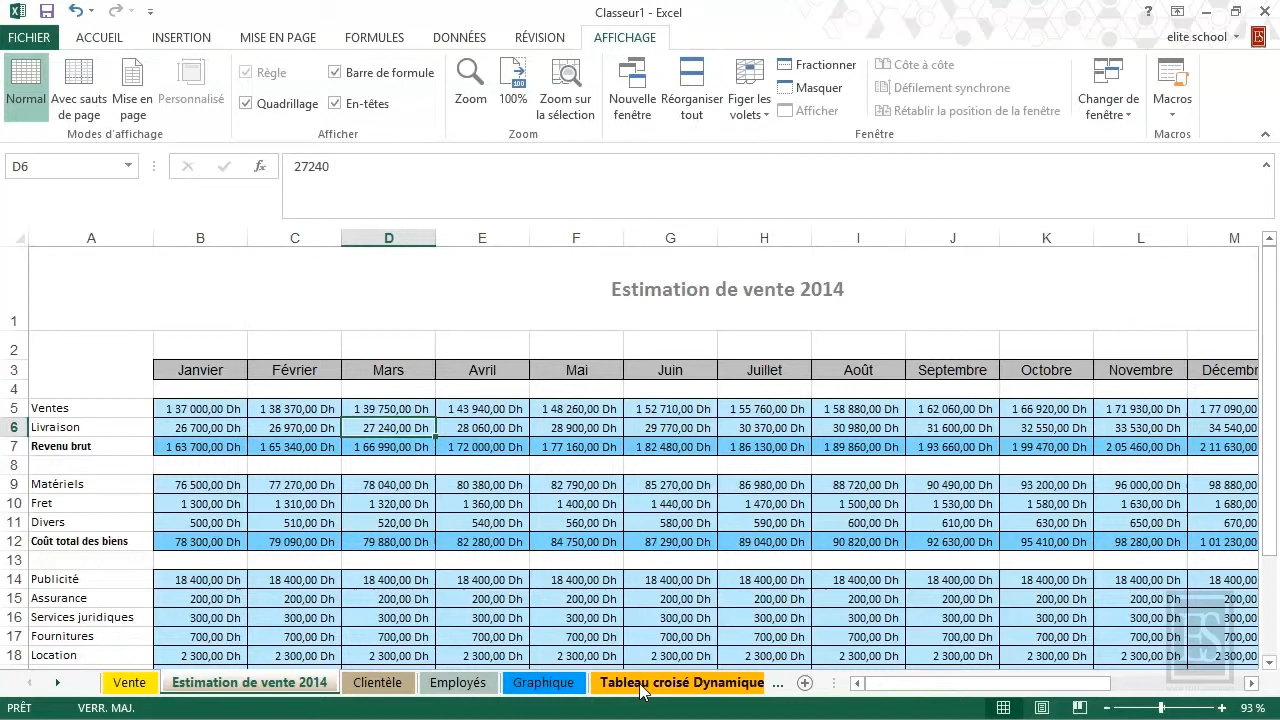 Classeur1 - Excel
FICHIER ACCUEIL INSERTION MISE EN PAGE FORMULES DONNÉES RÉVISION AFFICHAGE elite school
Normal Avec sauts de page Mise en page Personnalisé
Modes d'affichage
Règle Barre de formule
Quadrillage En-têtes
Afficher
Zoom 100% Zoom sur la sélection
Zoom
Nouvelle fenêtre Réorganiser tout Figer les volets
Fractionner Côte à côte
Masquer Défilement synchrone
Afficher Rétablir la position de la fenêtre
Changer de fenêtre
Fenêtre
Macros
Macros
D6 fx 27240
A B C D E F G H I J K L M
1 Estimation de vente 2014
2
3 Janvier Février Mars Avril Mai Juin Juillet Août Septembre Octobre Novembre Décembr
4
5 Ventes 1 37 000,00 Dh 1 38 370,00 Dh 1 39 750,00 Dh 1 43 940,00 Dh 1 48 260,00 Dh 1 52 710,00 Dh 1 55 760,00 Dh 1 58 880,00 Dh 1 62 060,00 Dh 1 66 920,00 Dh 1 71 930,00 Dh 1 77 090,00
6 Livraison 26 700,00 Dh 26 970,00 Dh 27 240,00 Dh 28 060,00 Dh 28 900,00 Dh 29 770,00 Dh 30 370,00 Dh 30 980,00 Dh 31 600,00 Dh 32 550,00 Dh 33 530,00 Dh 34 540,00
7 Revenu brut 1 63 700,00 Dh 1 65 340,00 Dh 1 66 990,00 Dh 1 72 000,00 Dh 1 77 160,00 Dh 1 82 480,00 Dh 1 86 130,00 Dh 1 89 860,00 Dh 1 93 660,00 Dh 1 99 470,00 Dh 2 05 460,00 Dh 2 11 630,00
8
9 Matériels 76 500,00 Dh 77 270,00 Dh 78 040,00 Dh 80 380,00 Dh 82 790,00 Dh 85 270,00 Dh 86 980,00 Dh 88 720,00 Dh 90 490,00 Dh 93 200,00 Dh 96 000,00 Dh 98 880,00
10 Fret 1 300,00 Dh 1 310,00 Dh 1 320,00 Dh 1 360,00 Dh 1 400,00 Dh 1 440,00 Dh 1 470,00 Dh 1 500,00 Dh 1 530,00 Dh 1 580,00 Dh 1 630,00 Dh 1 680,00
11 Divers 500,00 Dh 510,00 Dh 520,00 Dh 540,00 Dh 560,00 Dh 580,00 Dh 590,00 Dh 600,00 Dh 610,00 Dh 630,00 Dh 650,00 Dh 670,00
12 Coût total des biens 78 300,00 Dh 79 090,00 Dh 79 880,00 Dh 82 280,00 Dh 84 750,00 Dh 87 290,00 Dh 89 040,00 Dh 90 820,00 Dh 92 630,00 Dh 95 410,00 Dh 98 280,00 Dh 1 01 230,00
13
14 Publicité 18 400,00 Dh 18 400,00 Dh 18 400,00 Dh 18 400,00 Dh 18 400,00 Dh 18 400,00 Dh 18 400,00 Dh 18 400,00 Dh 18 400,00 Dh 18 400,00 Dh 18 400,00 Dh 18 400,00
15 Assurance 200,00 Dh 200,00 Dh 200,00 Dh 200,00 Dh 200,00 Dh 200,00 Dh 200,00 Dh 200,00 Dh 200,00 Dh 200,00 Dh 200,00 Dh 200,00
16 Services juridiques 300,00 Dh 300,00 Dh 300,00 Dh 300,00 Dh 300,00 Dh 300,00 Dh 300,00 Dh 300,00 Dh 300,00 Dh 300,00 Dh 300,00 Dh 300,00
17 Fournitures 700,00 Dh 700,00 Dh 700,00 Dh 700,00 Dh 700,00 Dh 700,00 Dh 700,00 Dh 700,00 Dh 700,00 Dh 700,00 Dh 700,00 Dh 700,00
18 Location 2 300,00 Dh 2 300,00 Dh 2 300,00 Dh 2 300,00 Dh 2 300,00 Dh 2 300,00 Dh 2 300,00 Dh 2 300,00 Dh 2 300,00 Dh 2 300,00 Dh 2 300,00 Dh 2 300,00
Vente Estimation de vente 2014 Clientèle Employés Graphique Tableau croisé Dynamique ...
PRÊT VERR. MAJ. 93 %